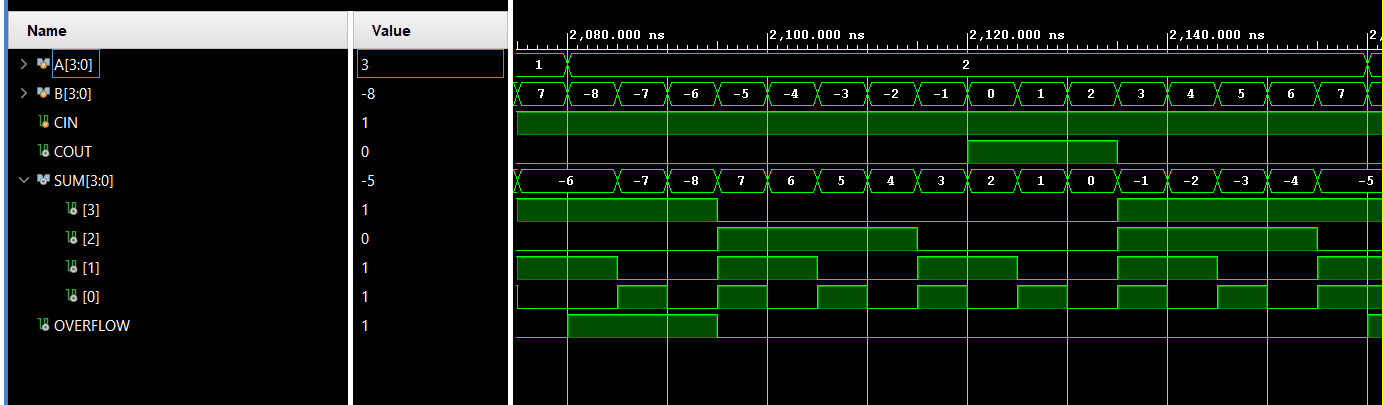 Name Value
2,080.000 ns 2,100.000 ns 2,120.000 ns 2,140.000 ns
A[3:0] 3 1 2
B[3:0] -8 7 -8 -7 -6 -5 -4 -3 -2 -1 0 1 2 3 4 5 6 7
CIN 1
COUT 0
SUM[3:0] -5 -6 -7 -8 7 6 5 4 3 2 1 0 -1 -2 -3 -4 -5
[3] 1
[2] 0
[1] 1
[0] 1
OVERFLOW 1